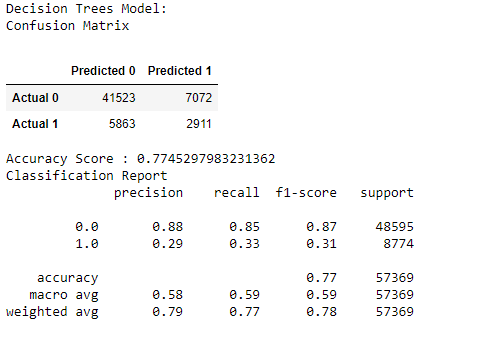 Decision Trees Model:
Confusion Matrix
Predicted 0 Predicted 1
Actual 0 41523 7072
Actual 1 5863 2911
Accuracy Score : 0.7745297983231362
Classification Report
precision recall f1-score support
0.0 0.88 0.85 0.87 48595
1.0 0.29 0.33 0.31 8774
accuracy 0.77 57369
macro avg 0.58 0.59 0.59 57369
weighted avg 0.79 0.77 0.78 57369